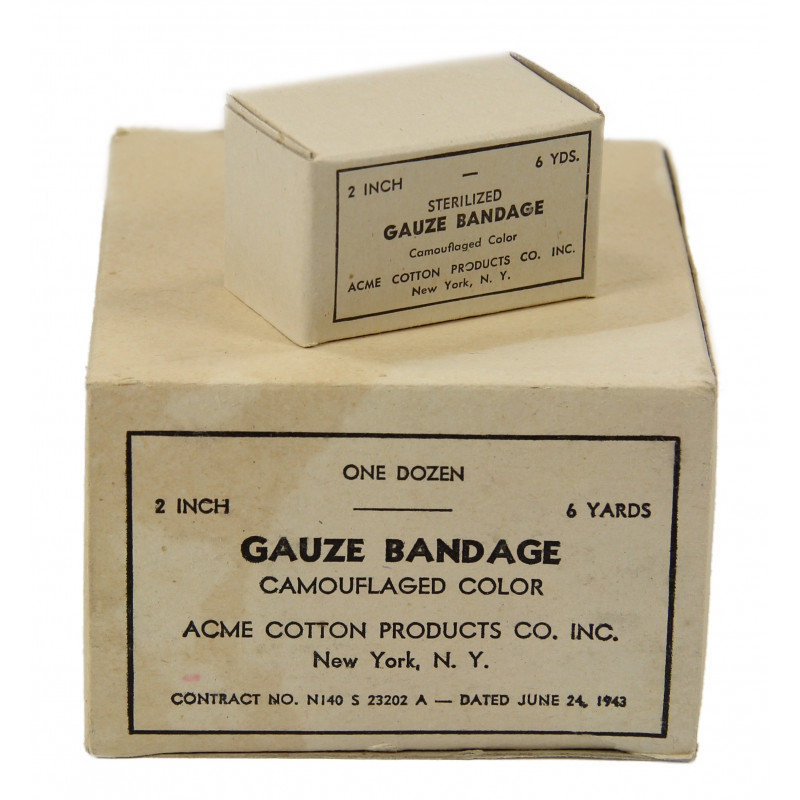 2 INCH — 6 YDS.
STERILIZED
GAUZE BANDAGE
Camouflaged Color
ACME COTTON PRODUCTS CO. INC.
New York, N. Y.
ONE DOZEN
2 INCH 6 YARDS
GAUZE BANDAGE
CAMOUFLAGED COLOR
ACME COTTON PRODUCTS CO. INC.
New York, N. Y.
CONTRACT NO. N140 S 23202 A — DATED JUNE 24, 1943